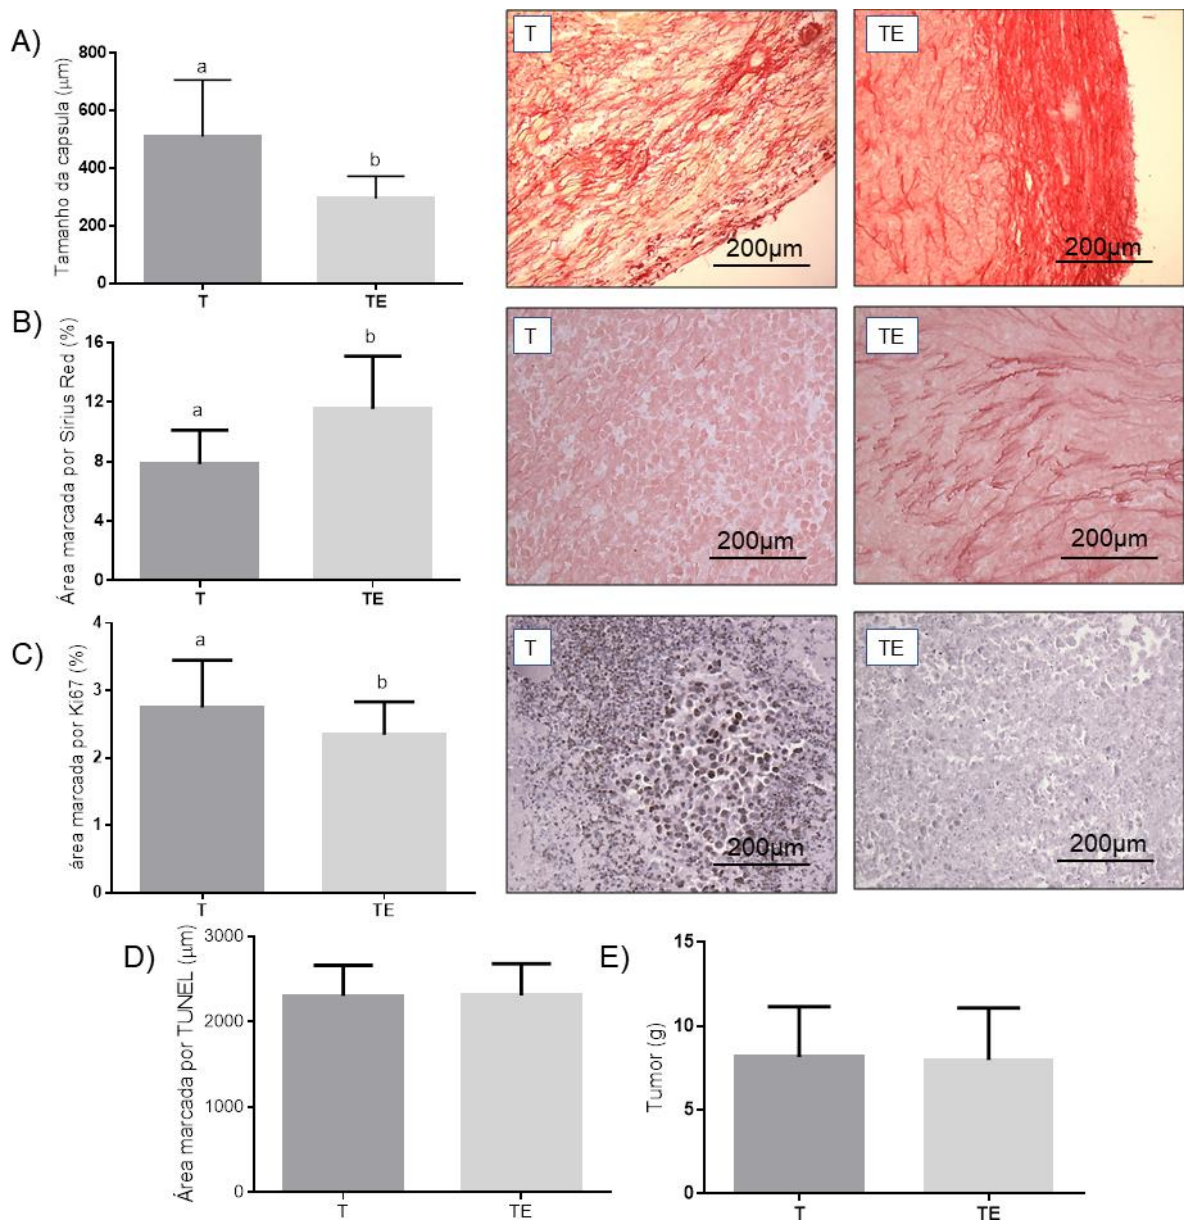 A)
Tamanho da capsula (µm)
800
600
400
200
0
a
b
T
TE
T
200µm
TE
200µm
B)
Área marcada por Sirius Red (%)
16
12
8
4
0
a
b
T
TE
T
200µm
TE
200µm
C)
área marcada por Ki67 (%)
4
3
2
1
0
a
b
T
TE
T
200µm
TE
200µm
D)
Área marcada por TUNEL (µm)
3000
2000
1000
0
T
TE
E)
Tumor (g)
15
10
5
0
T
TE